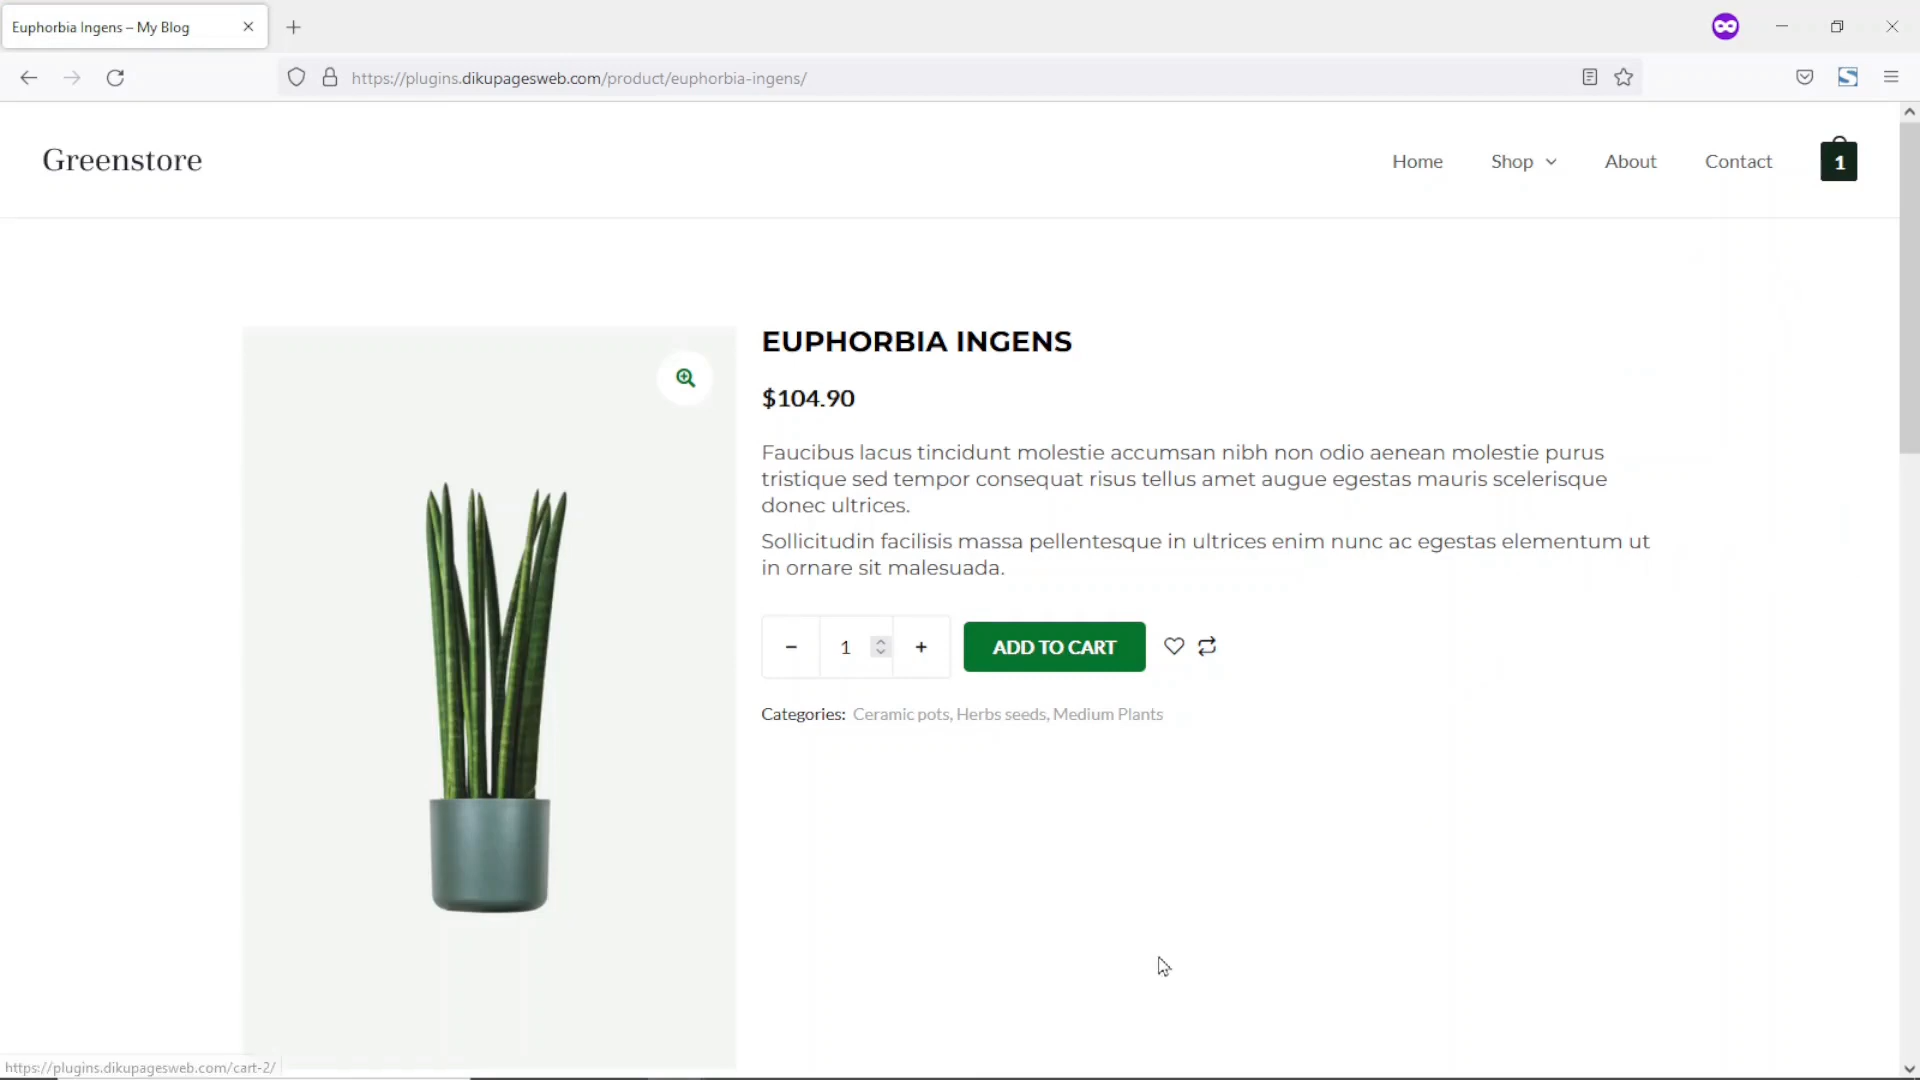 Euphorbia Ingens – My Blog
https://plugins.dikupagesweb.com/product/euphorbia-ingens/
Greenstore
Home
Shop
About
Contact
1
EUPHORBIA INGENS
$104.90
Faucibus lacus tincidunt molestie accumsan nibh non odio aenean molestie purus
tristique sed tempor consequat risus tellus amet augue egestas mauris scelerisque
donec ultrices.
Sollicitudin facilisis massa pellentesque in ultrices enim nunc ac egestas elementum ut
in ornare sit malesuada.
- 1 +
ADD TO CART
Categories: Ceramic pots, Herbs seeds, Medium Plants
https://plugins.dikupagesweb.com/cart-2/